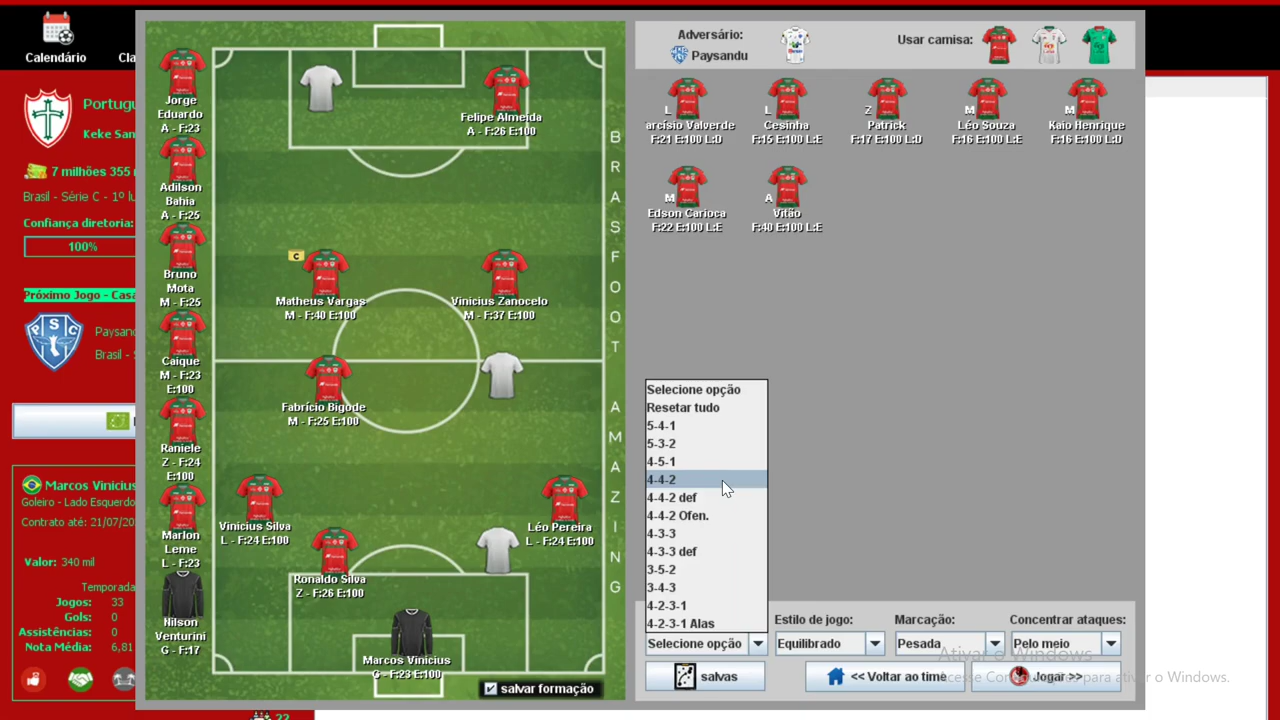 Calendário
Cla
Portugu
Keke San
7 milhões 355
Brasil - Série C - 1º lu
Confiança diretoria:
100%
Próximo Jogo - Casa
Paysand
Brasil -
Marcos Vinicius
Goleiro - Lado Esquerdo
Contrato até: 21/07/20
Valor: 340 mil
Temporada
Jogos: 33
Gols: 0
Assistências: 0
Nota Média: 6,81
22
Jorge
Eduardo
A - F:23
Adilson
Bahia
A - F:25
Bruno
Mota
M - F:25
Caique
M - F:23
E:100
Raniele
Z - F:24
E:100
Marlon
Leme
L - F:23
Nilson
Venturini
G - F:17
Felipe Almeida
A - F:26 E:100
C
Matheus Vargas
M - F:40 E:100
Vinicius Zanocelo
M - F:37 E:100
Fabrício Bigode
M - F:25 E:100
Vinicius Silva
L - F:24 E:100
Léo Pereira
L - F:24 E:100
Ronaldo Silva
Z - F:26 E:100
Marcos Vinicius
G - F:23 E:100
BRASFOOT AMAZING
salvar formação
Adversário:
Paysandu
Usar camisa:
L
arcísio Valverde
F:21 E:100 L:D
L
Cesinha
F:15 E:100 L:E
Z
Patrick
F:17 E:100 L:D
M
Léo Souza
F:16 E:100 L:E
M
Kaio Henrique
F:16 E:100 L:D
M
Edson Carioca
F:22 E:100 L:E
A
Vitão
F:40 E:100 L:E
Selecione opção
Resetar tudo
5-4-1
5-3-2
4-5-1
4-4-2
4-4-2 def
4-4-2 Ofen.
4-3-3
4-3-3 def
3-5-2
3-4-3
4-2-3-1
4-2-3-1 Alas
Selecione opção
Estilo de jogo:
Equilibrado
Marcação:
Pesada
Concentrar ataques:
Pelo meio
salvas
<< Voltar ao time
Jogar >>
Ativar o Windows
Acesse Con para ativar o Windows.